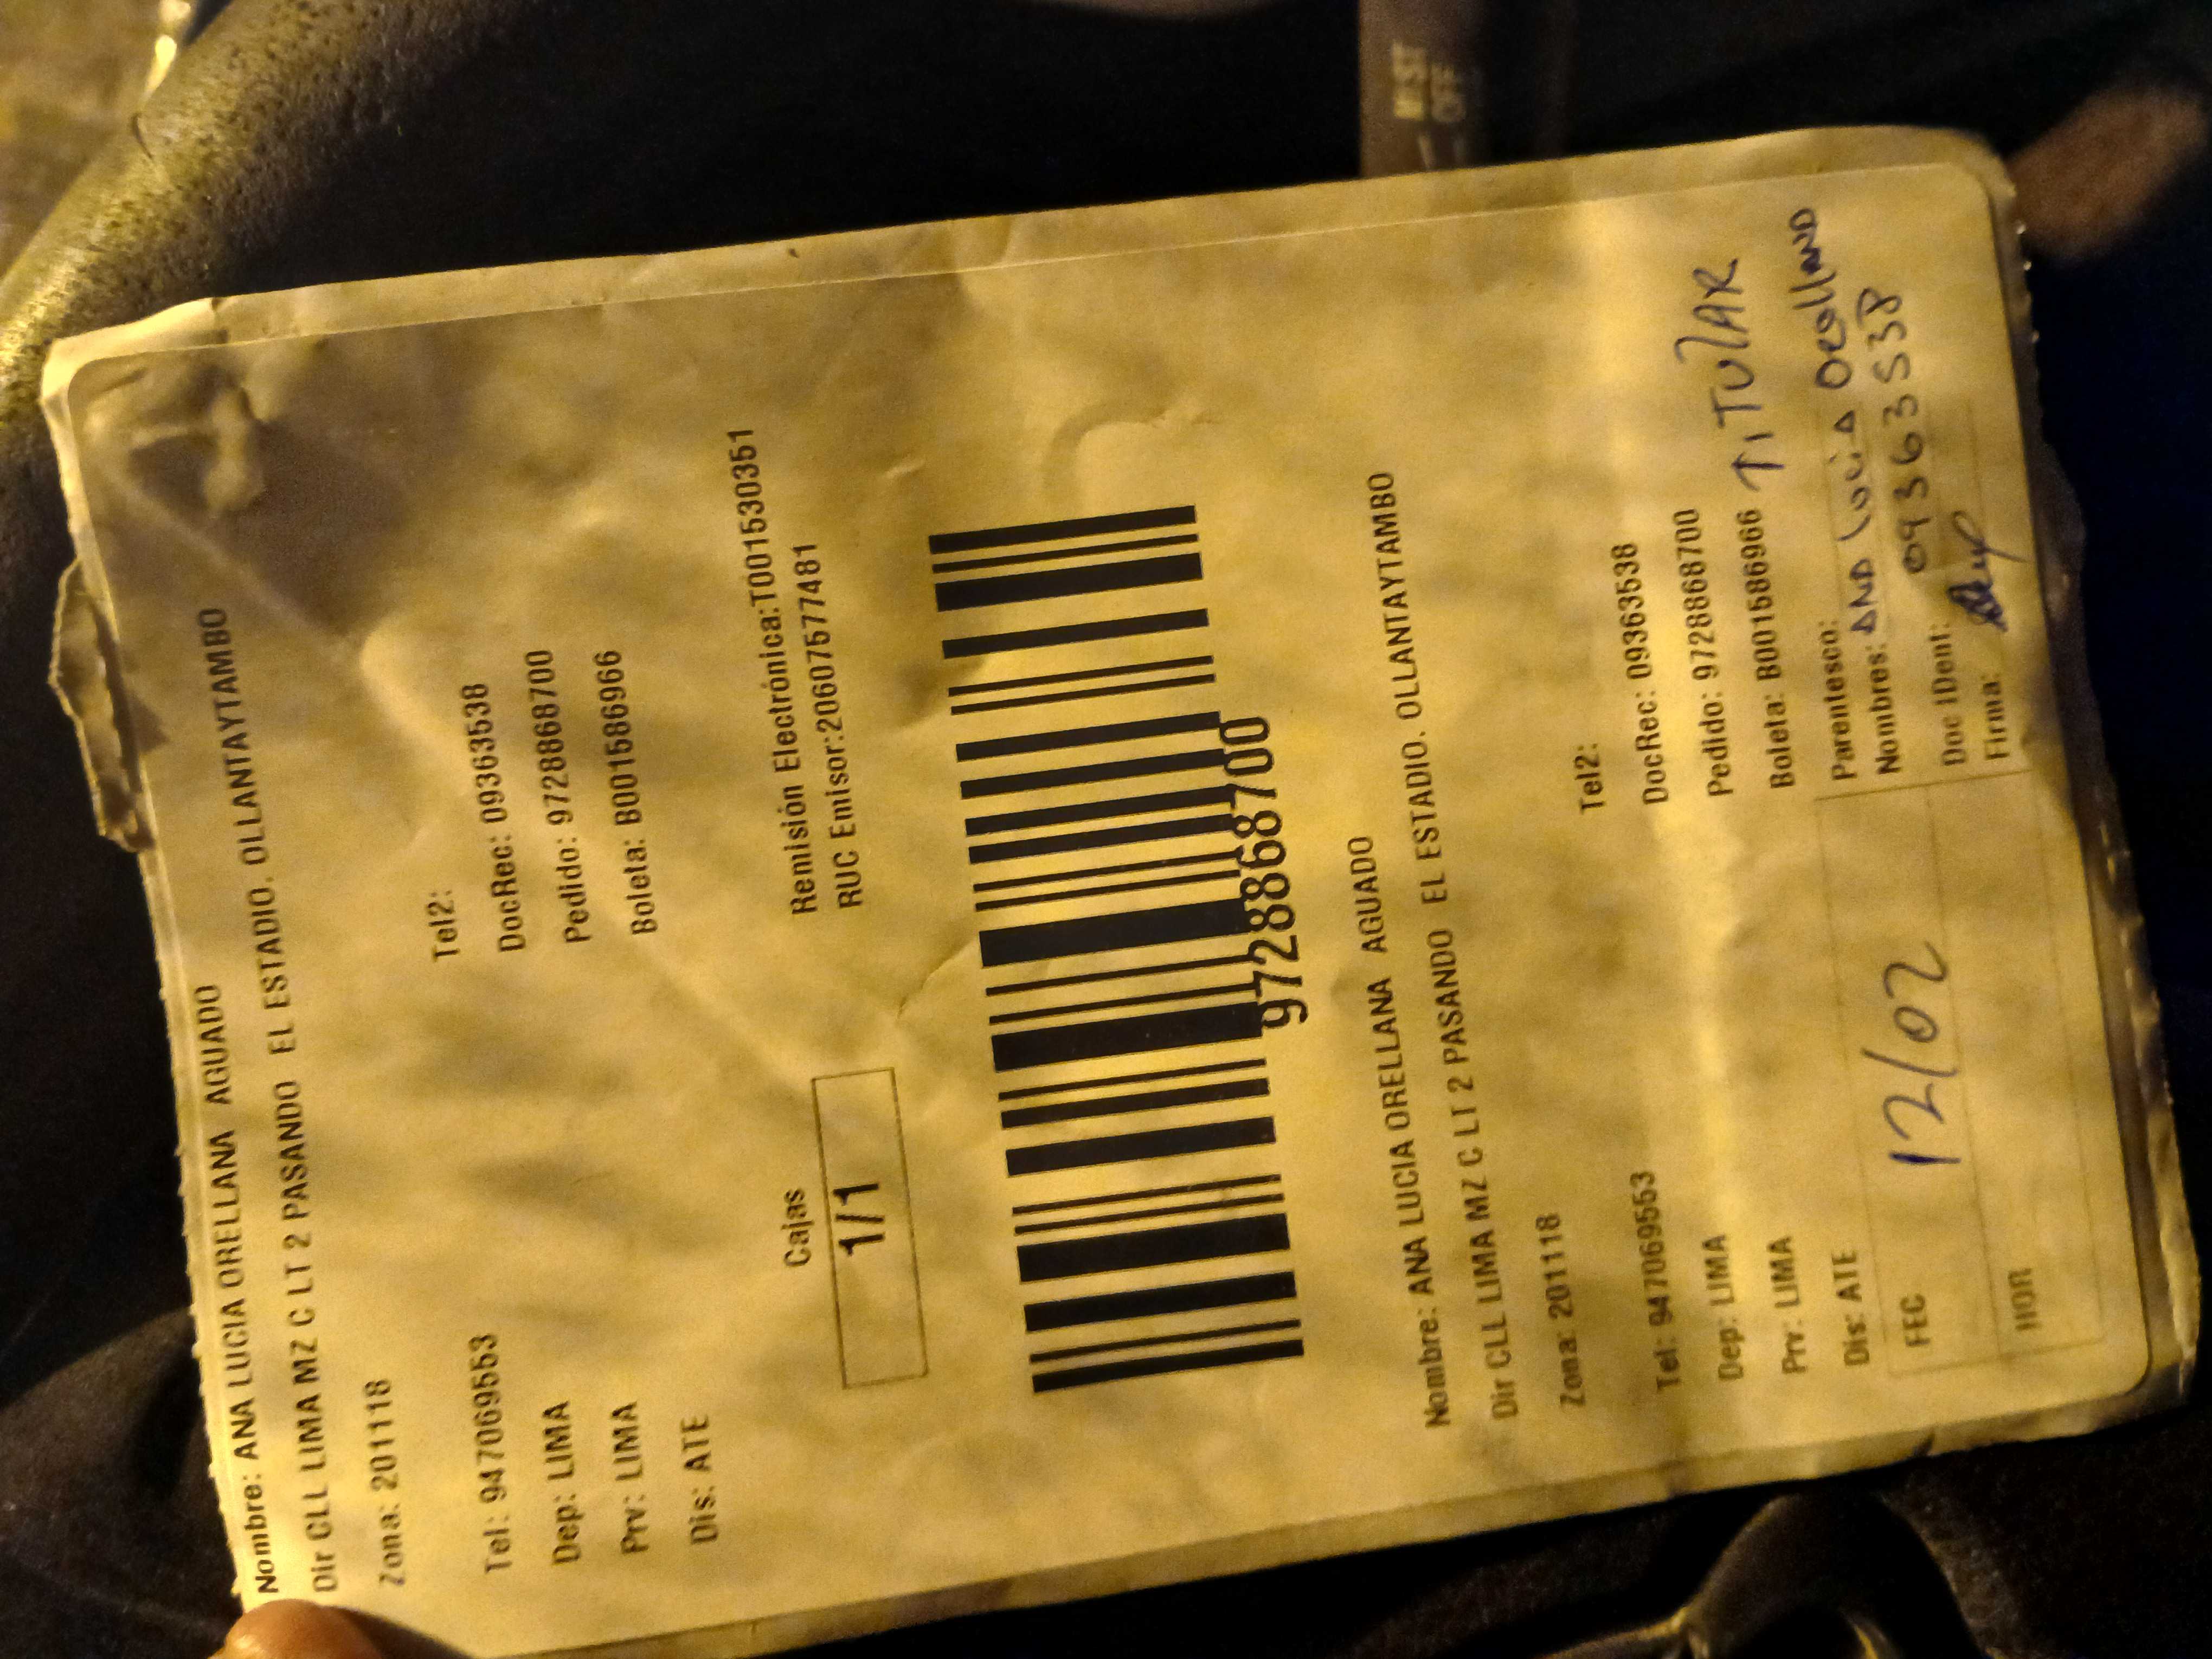 Nombre: ANA LUCIA ORELLANA AGUADO
Dir CLL LIMA MZ C LT 2 PASANDO EL ESTADIO. OLLANTAYTAMBO
Zona: 201118
Tel: 947069553
Tel2:
Dep: LIMA
DocRec: 09363538
Prv: LIMA
Pedido: 9728868700
Dis: ATE
Boleta: B001586966
Cajas
1/1
Remisión Electrónica:T001530351
RUC Emisor:20607577481
9728868700
Nombre: ANA LUCIA ORELLANA AGUADO
Dir CLL LIMA MZ C LT 2 PASANDO EL ESTADIO. OLLANTAYTAMBO
Zona: 201118
Tel: 947069553
Tel2:
Dep: LIMA
DocRec: 09363538
Prv: LIMA
Pedido: 9728868700
Dis: ATE
Boleta: B001586966
TITULAR
FEC
12/02
HOR
Parentesco:
Nombres: ANA Lucia Orellana
Doc IDent: 09363538
Firma:
MIST
OFF